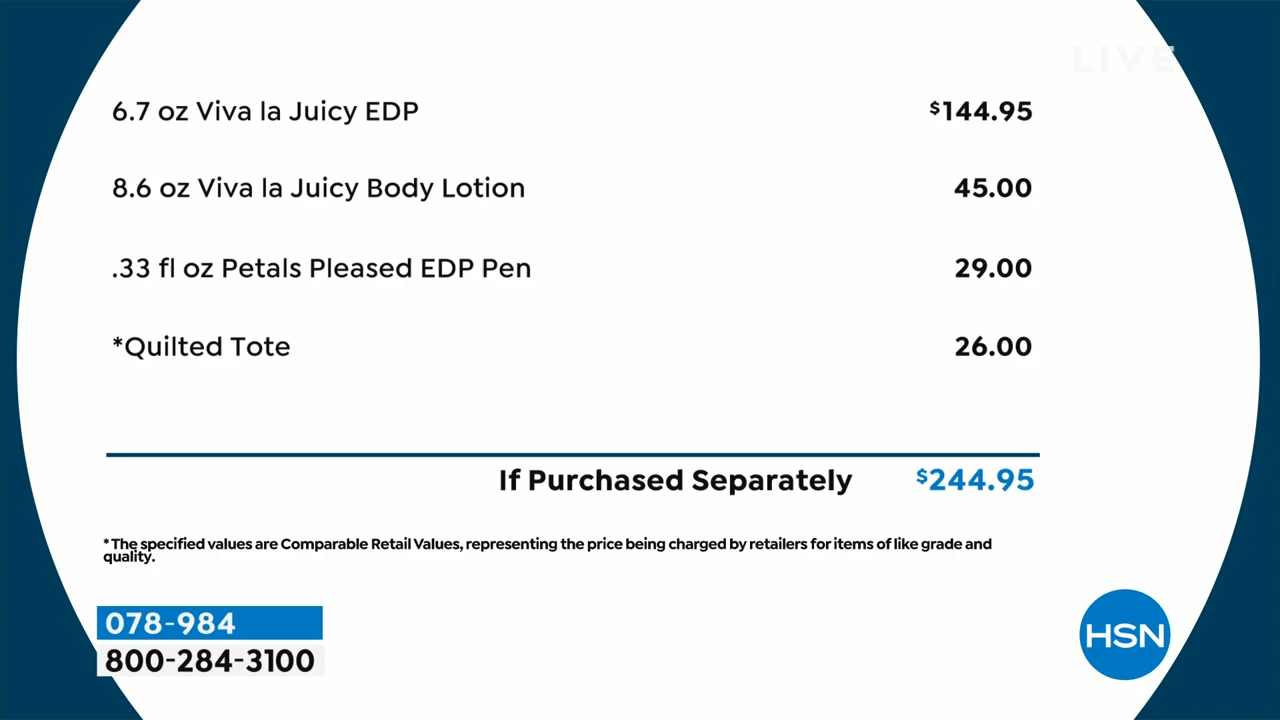 LIVE
6.7 oz Viva la Juicy EDP $144.95
8.6 oz Viva la Juicy Body Lotion 45.00
.33 fl oz Petals Pleased EDP Pen 29.00
*Quilted Tote 26.00
If Purchased Separately $244.95
*The specified values are Comparable Retail Values, representing the price being charged by retailers for items of like grade and
quality.
078-984
800-284-3100
HSN